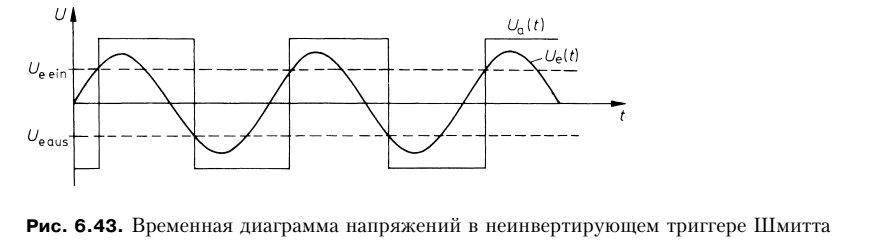 U
Uₐ(t)
Uₑ(t)
Uₑ ein
Uₑ aus
t
Рис. 6.43. Временная диаграмма напряжений в неинвертирующем триггере Шмитта